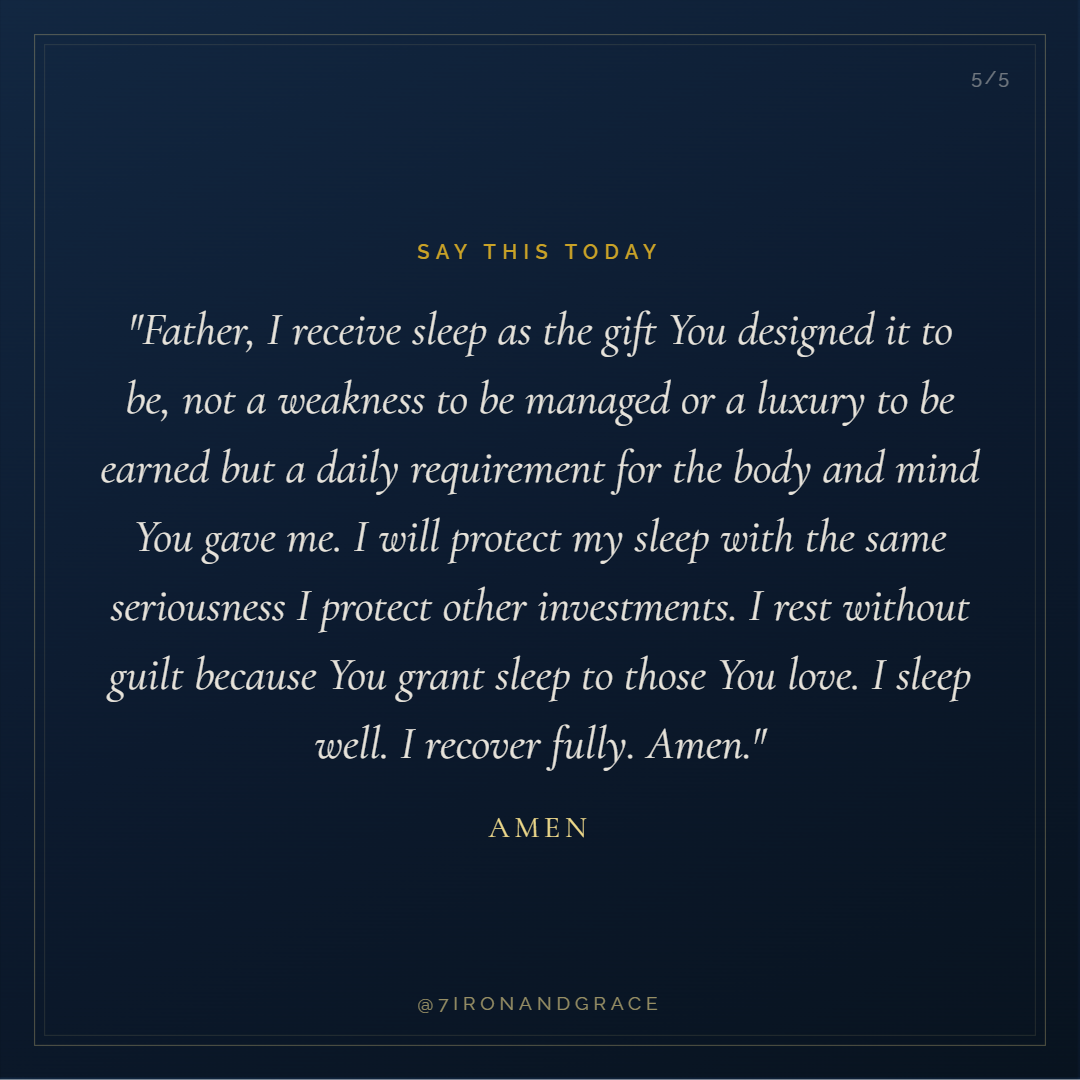 5/5
SAY THIS TODAY
"Father, I receive sleep as the gift You designed it to
be, not a weakness to be managed or a luxury to be
earned but a daily requirement for the body and mind
You gave me. I will protect my sleep with the same
seriousness I protect other investments. I rest without
guilt because You grant sleep to those You love. I sleep
well. I recover fully. Amen."
AMEN
@7IRONANDGRACE